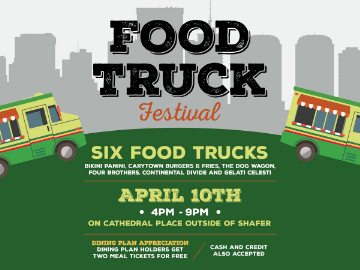 FOOD
TRUCK
Festival
SIX FOOD TRUCKS
BIKINI PANNI, CARYTOWN BURGERS & FRIES, THE DOG WAGON,
FOUR BROTHERS, CONTINENTAL DIVIDE AND GELATI CELESTI
APRIL 10TH
• 4PM - 9PM •
ON CATHEDRAL PLACE OUTSIDE OF SHAFER
DINING PLAN APPRECIATION
DINING PLAN HOLDERS GET
TWO MEAL TICKETS FOR FREE
CASH AND CREDIT
ALSO ACCEPTED